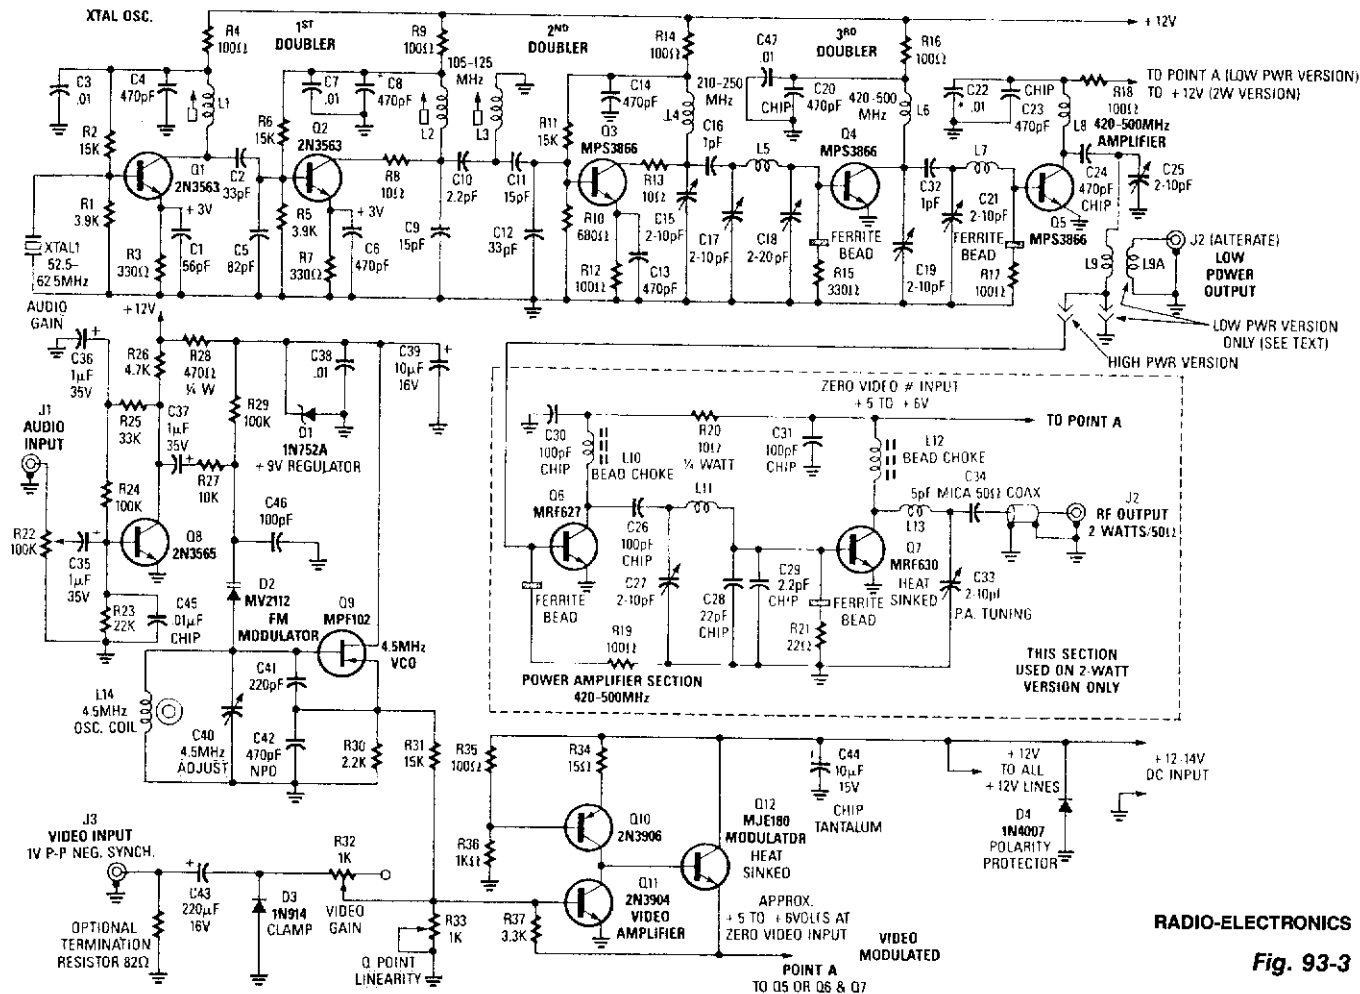 XTAL OSC.
R4
100Ω
1ST
DOUBLER
R9
100Ω
2ND
DOUBLER
R14
100Ω
3RD
DOUBLER
R16
100Ω
+12V
C3
.01
C4
470pF
L1
C7
.01
C8
470pF
105-125
MHz
L2
L3
C14
470pF
210-250
MHz
L4
C47
.01
C20
470pF
CHIP
420-500
MHz
L6
C22
.01
CHIP
C23
470pF
L8
R18
100Ω
TO POINT A (LOW PWR VERSION)
TO +12V (2W VERSION)
420-500MHz
AMPLIFIER
R2
15K
Q1
2N3563
C2
33pF
R6
15K
Q2
2N3563
R8
10Ω
C10
2.2pF
C11
15pF
R11
15K
Q3
MPS3866
R13
10Ω
C16
1pF
L5
Q4
MPS3866
C32
1pF
L7
Q5
MPS3866
C24
470pF
CHIP
C25
2-10pF
R1
3.9K
+3V
R5
3.9K
+3V
XTAL1
52.5-
62.5MHz
R3
330Ω
C1
56pF
C5
82pF
R7
330Ω
C6
470pF
C9
15pF
C12
33pF
R10
680Ω
R12
100Ω
C13
470pF
C15
2-10pF
C17
2-10pF
C18
2-20pF
FERRITE
BEAD
R15
330Ω
C19
2-10pF
C21
2-10pF
FERRITE
BEAD
R17
100Ω
L9
L9A
J2 (ALTERATE)
LOW
POWER
OUTPUT
LOW PWR VERSION
ONLY (SEE TEXT)
HIGH PWR VERSION
AUDIO
GAIN
+12V
C36
1µF
35V
R26
4.7K
R28
470Ω
¼ W
C38
.01
C39
10µF
16V
J1
AUDIO
INPUT
R25
33K
C37
1µF
35V
R29
100K
D1
1N752A
+9V REGULATOR
R27
10K
R24
100K
C46
100pF
R22
100K
C35
1µF
35V
Q8
2N3565
D2
MV2112
FM
MODULATOR
Q9
MPF102
4.5MHz
VCO
R23
22K
C45
.01µF
CHIP
L14
4.5MHz
OSC. COIL
C40
4.5MHz
ADJUST
C41
220pF
C42
470pF
NPO
R30
2.2K
R31
15K
ZERO VIDEO # INPUT
+5 TO +6V
TO POINT A
C30
100pF
CHIP
L10
BEAD CHOKE
R20
10Ω
¼ WATT
C31
100pF
CHIP
L12
BEAD CHOKE
Q6
MRF627
C26
100pF
CHIP
L11
C34
5pF MICA
50Ω COAX
L13
J2
RF OUTPUT
2 WATTS/50Ω
FERRITE
BEAD
C27
2-10pF
C28
22pF
CHIP
C29
2.2pF
CHIP
FERRITE
BEAD
Q7
MRF630
HEAT
SINKED
C33
2-10pf
P.A. TUNING
R19
100Ω
R21
22Ω
POWER AMPLIFIER SECTION
420-500MHz
THIS SECTION
USED ON 2-WATT
VERSION ONLY
R35
100Ω
R34
15Ω
C44
10µF
15V
CHIP
TANTALUM
+12V
TO ALL
+12V LINES
+12-14V
DC INPUT
D4
1N4007
POLARITY
PROTECTOR
R36
1KΩ
Q10
2N3906
Q12
MJE180
MODULATOR
HEAT
SINKED
J3
VIDEO INPUT
1V P-P NEG. SYNCH.
C43
220µF
16V
D3
1N914
CLAMP
R32
1K
VIDEO
GAIN
OPTIONAL
TERMINATION
RESISTOR 82Ω
R33
1K
Q POINT
LINEARITY
R37
3.3K
Q11
2N3904
VIDEO
AMPLIFIER
APPROX.
+5 TO +6VOLTS AT
ZERO VIDEO INPUT
VIDEO
MODULATED
POINT A
TO Q5 OR Q6 & Q7
RADIO-ELECTRONICS
Fig. 93-3